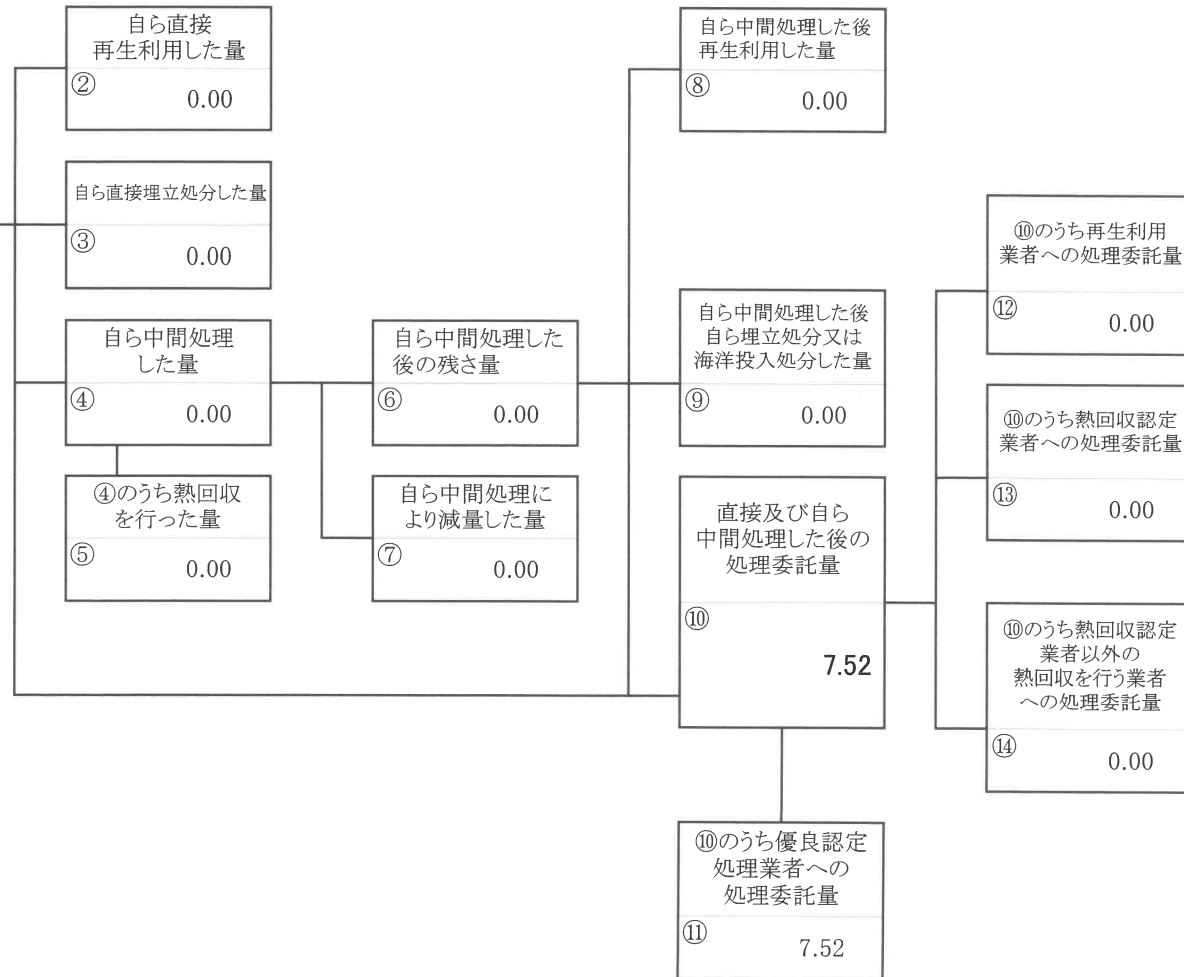 自ら直接
再生利用した量
②
0.00
自ら直接埋立処分した量
③
0.00
自ら中間処理
した量
④
0.00
④のうち熱回収
を行った量
⑤
0.00
自ら中間処理した
後の残さ量
⑥
0.00
自ら中間処理に
より減量した量
⑦
0.00
自ら中間処理した後
再生利用した量
⑧
0.00
自ら中間処理した後
自ら埋立処分又は
海洋投入処分した量
⑨
0.00
直接及び自ら
中間処理した後の
処理委託量
⑩
7.52
⑩のうち優良認定
処理業者への
処理委託量
⑪
7.52
⑩のうち再生利用
業者への処理委託量
⑫
0.00
⑩のうち熱回収認定
業者への処理委託量
⑬
0.00
⑩のうち熱回収認定
業者以外の
熱回収を行う業者
への処理委託量
⑭
0.00